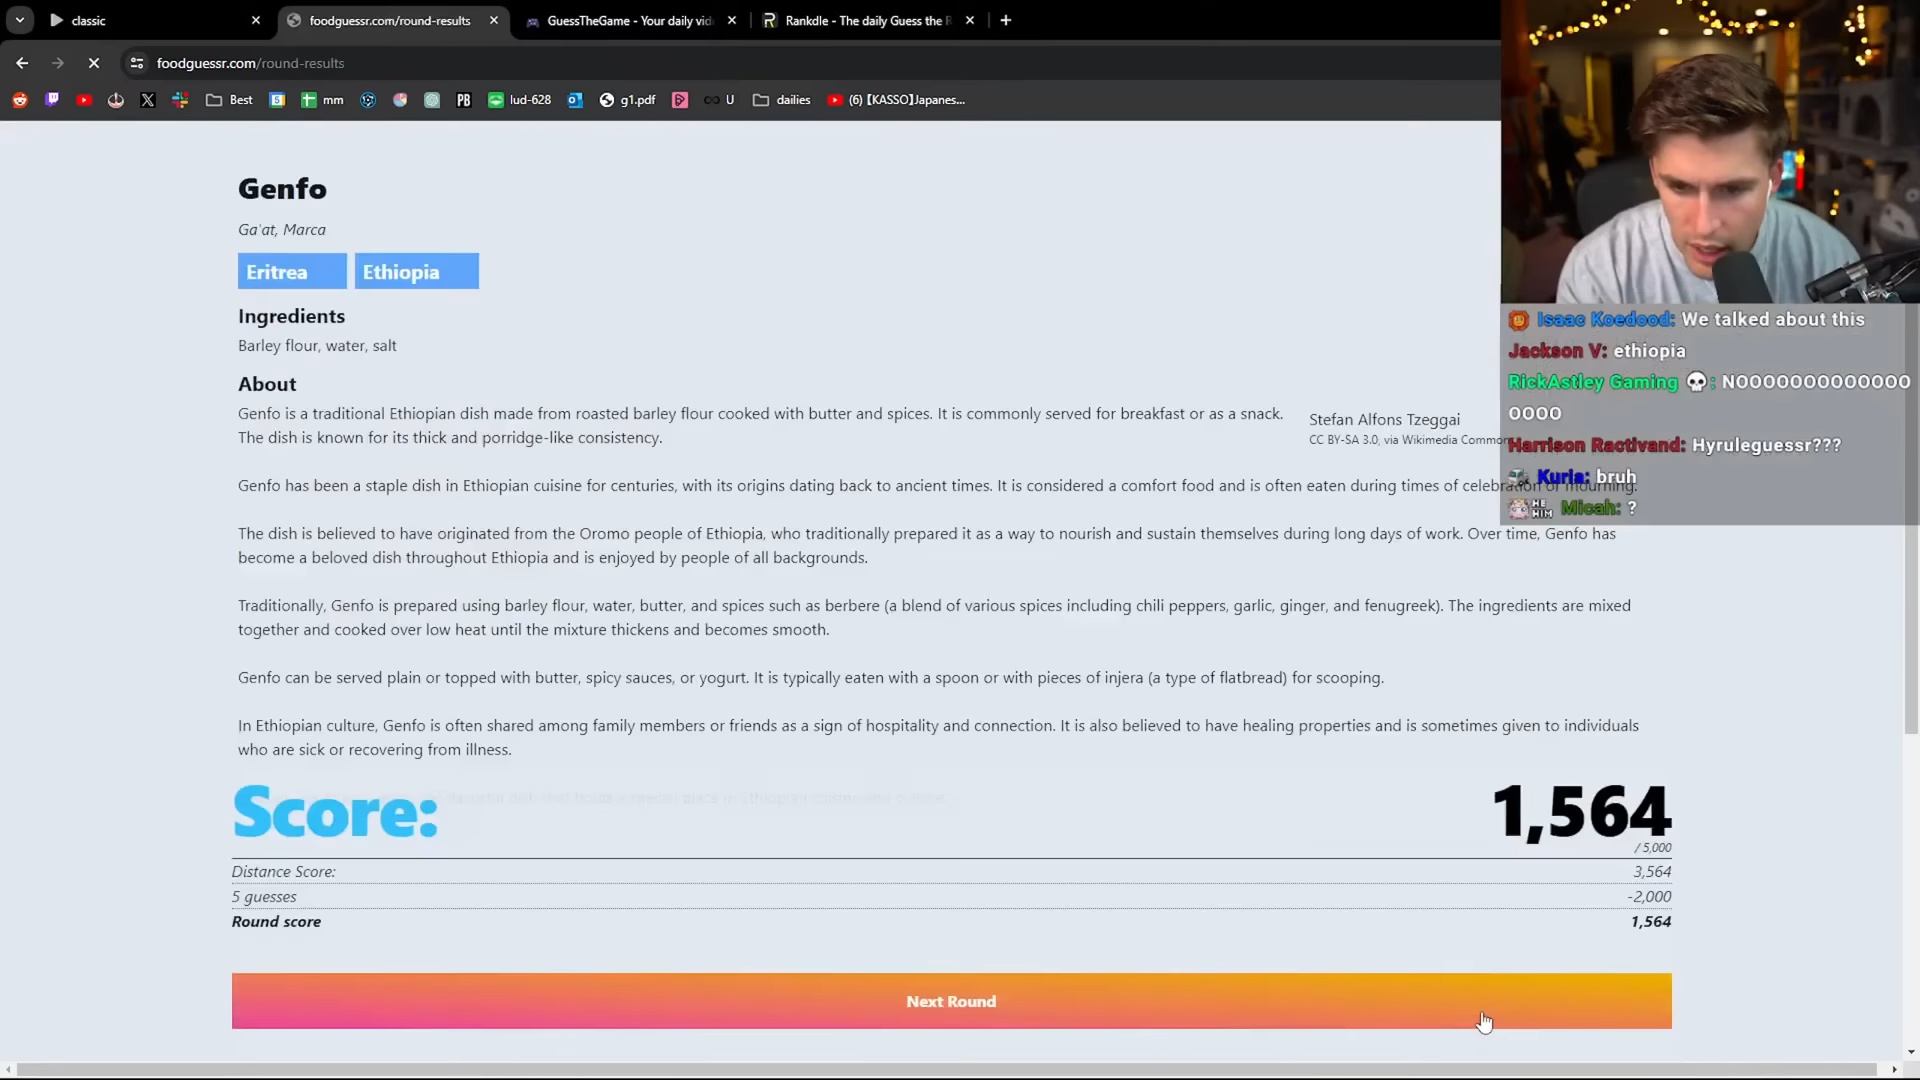 classic
foodguessr.com/round-results
GuessTheGame - Your daily vid
Rankdle - The daily Guess the R
foodguessr.com/round-results
Best
mm
PB
lud-628
g1.pdf
U
dailies
(6) 【KASSO】Japanes...
Genfo
Ga'at, Marca
Eritrea
Ethiopia
Ingredients
Barley flour, water, salt
About
Genfo is a traditional Ethiopian dish made from roasted barley flour cooked with butter and spices. It is commonly served for breakfast or as a snack.
The dish is known for its thick and porridge-like consistency.
Stefan Alfons Tzeggai
CC BY-SA 3.0, via Wikimedia Common
Genfo has been a staple dish in Ethiopian cuisine for centuries, with its origins dating back to ancient times. It is considered a comfort food and is often eaten during times of celebration or mourning.
The dish is believed to have originated from the Oromo people of Ethiopia, who traditionally prepared it as a way to nourish and sustain themselves during long days of work. Over time, Genfo has
become a beloved dish throughout Ethiopia and is enjoyed by people of all backgrounds.
Traditionally, Genfo is prepared using barley flour, water, butter, and spices such as berbere (a blend of various spices including chili peppers, garlic, ginger, and fenugreek). The ingredients are mixed
together and cooked over low heat until the mixture thickens and becomes smooth.
Genfo can be served plain or topped with butter, spicy sauces, or yogurt. It is typically eaten with a spoon or with pieces of injera (a type of flatbread) for scooping.
In Ethiopian culture, Genfo is often shared among family members or friends as a sign of hospitality and connection. It is also believed to have healing properties and is sometimes given to individuals
who are sick or recovering from illness.
Score:
1,564
/ 5,000
Distance Score:
3,564
5 guesses
-2,000
Round score
1,564
Next Round
Isaac Koedood: We talked about this
Jackson V: ethiopia
RickAstley Gaming 💀: NOOOOOOOOOOOOO
OOOO
Harrison Ractivand: Hyruleguessr???
Kuria: bruh
HE HIM Micah: ?